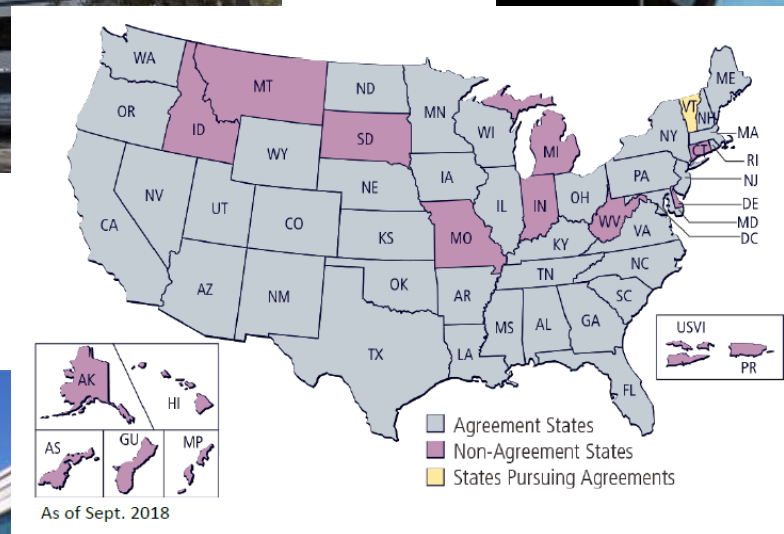 WA
MT
ND
ME
OR
ID
MN
VT
NH
SD
WI
NY
MA
WY
MI
CT
RI
IA
PA
NJ
NE
NV
OH
UT
IL
IN
DE
CA
CO
WV
MD
KS
MO
VA
DC
KY
NC
TN
AZ
OK
NM
AR
SC
MS
AL
GA
USVI
TX
LA
PR
AK
FL
HI
Agreement States
AS
GU
MP
Non-Agreement States
States Pursuing Agreements
As of Sept. 2018